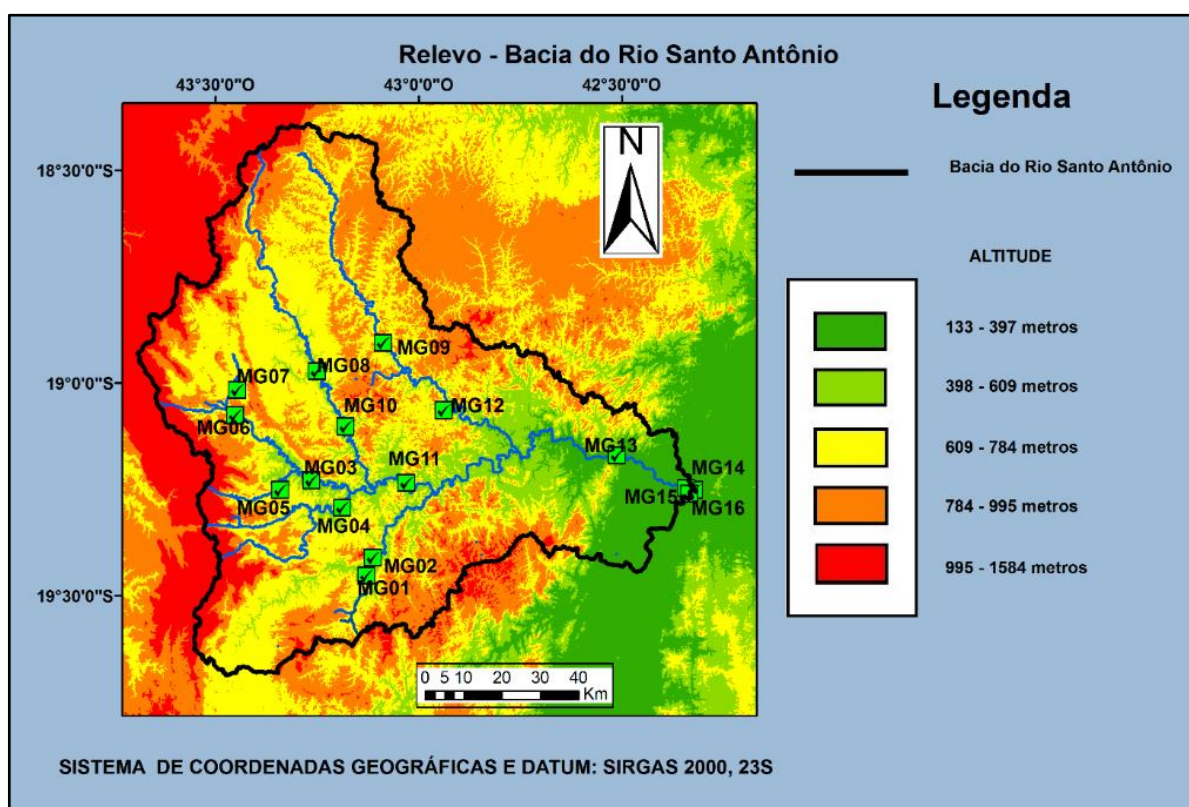 Relevo - Bacia do Rio Santo Antônio
43°30'0"O
43°0'0"O
42°30'0"O
Legenda
N
18°30'0"S
Bacia do Rio Santo Antônio
ALTITUDE
133 - 397 metros
MG09
MG08
398 - 609 metros
19°0'0"S
MG07
MG10
MG12
MG06
609 - 784 metros
MG13
MG03
MG11
MG14
MG15
MG16
MG05
MG04
784 - 995 metros
MG02
MG01
995 - 1584 metros
19°30'0"S
0 5 10 20 30 40
Km
SISTEMA DE COORDENADAS GEOGRÁFICAS E DATUM: SIRGAS 2000, 23S